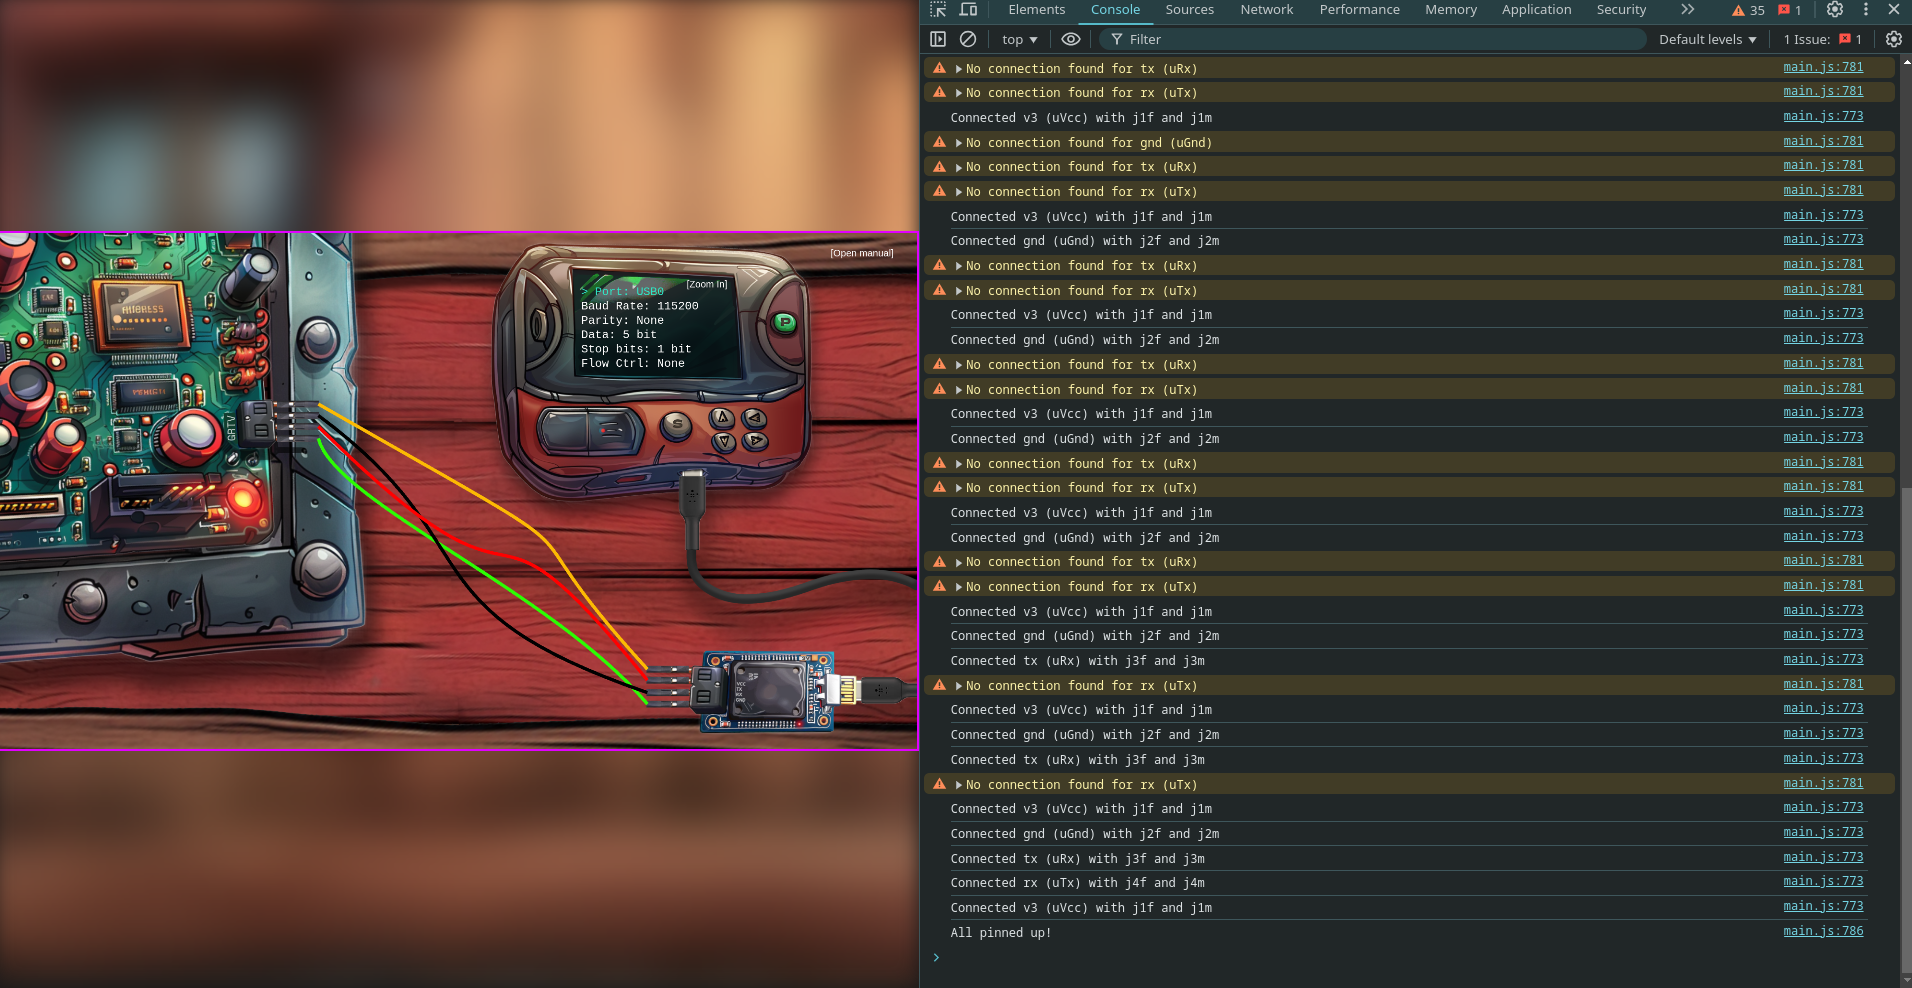 [Open manual]
[Zoom In]
> Port: USB0
Baud Rate: 115200
Parity: None
Data: 5 bit
Stop bits: 1 bit
Flow Ctrl: None
P
S
GRTV
VCC
TX
RX
GND
Elements Console Sources Network Performance Memory Application Security 35 1
top Filter Default levels 1 Issue: 1
No connection found for tx (uRx) main.js:781
No connection found for rx (uTx) main.js:781
Connected v3 (uVcc) with j1f and j1m main.js:773
No connection found for gnd (uGnd) main.js:781
No connection found for tx (uRx) main.js:781
No connection found for rx (uTx) main.js:781
Connected v3 (uVcc) with j1f and j1m main.js:773
Connected gnd (uGnd) with j2f and j2m main.js:773
No connection found for tx (uRx) main.js:781
No connection found for rx (uTx) main.js:781
Connected v3 (uVcc) with j1f and j1m main.js:773
Connected gnd (uGnd) with j2f and j2m main.js:773
No connection found for tx (uRx) main.js:781
No connection found for rx (uTx) main.js:781
Connected v3 (uVcc) with j1f and j1m main.js:773
Connected gnd (uGnd) with j2f and j2m main.js:773
No connection found for tx (uRx) main.js:781
No connection found for rx (uTx) main.js:781
Connected v3 (uVcc) with j1f and j1m main.js:773
Connected gnd (uGnd) with j2f and j2m main.js:773
No connection found for tx (uRx) main.js:781
No connection found for rx (uTx) main.js:781
Connected v3 (uVcc) with j1f and j1m main.js:773
Connected gnd (uGnd) with j2f and j2m main.js:773
Connected tx (uRx) with j3f and j3m main.js:773
No connection found for rx (uTx) main.js:781
Connected v3 (uVcc) with j1f and j1m main.js:773
Connected gnd (uGnd) with j2f and j2m main.js:773
Connected tx (uRx) with j3f and j3m main.js:773
No connection found for rx (uTx) main.js:781
Connected v3 (uVcc) with j1f and j1m main.js:773
Connected gnd (uGnd) with j2f and j2m main.js:773
Connected tx (uRx) with j3f and j3m main.js:773
Connected rx (uTx) with j4f and j4m main.js:773
Connected v3 (uVcc) with j1f and j1m main.js:773
All pinned up! main.js:786